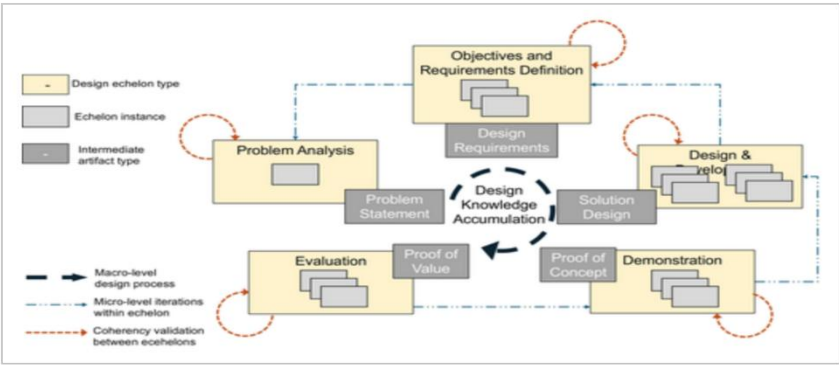 Objectives and
Requirements Definition
Design
Requirements
- Design echelon type
Echelon instance
- Intermediate
artifact type
Problem Analysis
Problem
Statement
Design
Knowledge
Accumulation
Design &
Solution
Design
Evaluation
Proof of
Value
Proof of
Concept
Demonstration
Macro-level
design process
Micro-level iterations
within echelon
Coherency validation
between ecehelons